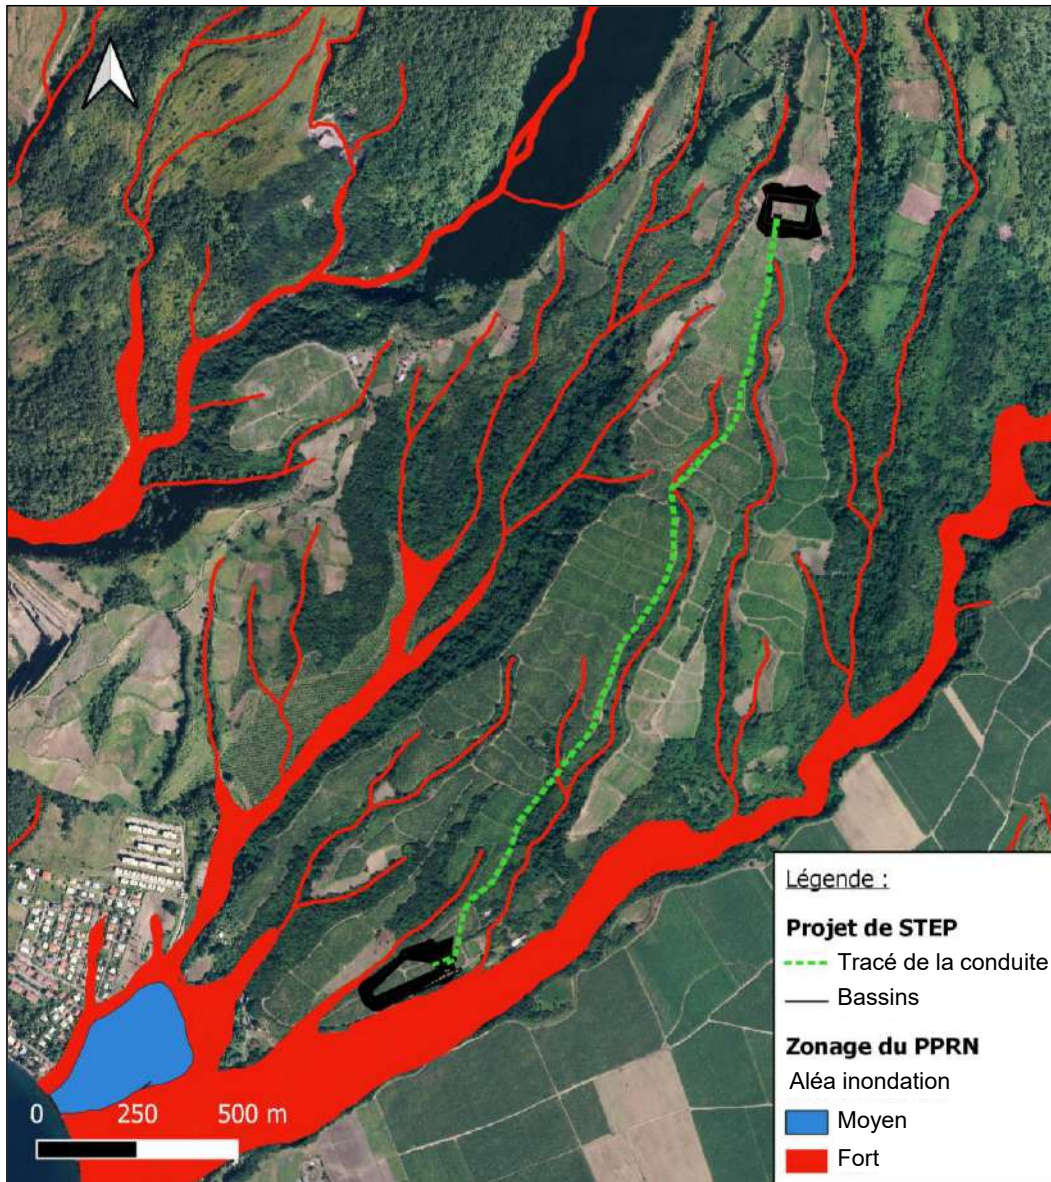 Légende :
Projet de STEP
Tracé de la conduite
Bassins
Zonage du PPRN
Aléa inondation
Moyen
Fort
0 250 500 m